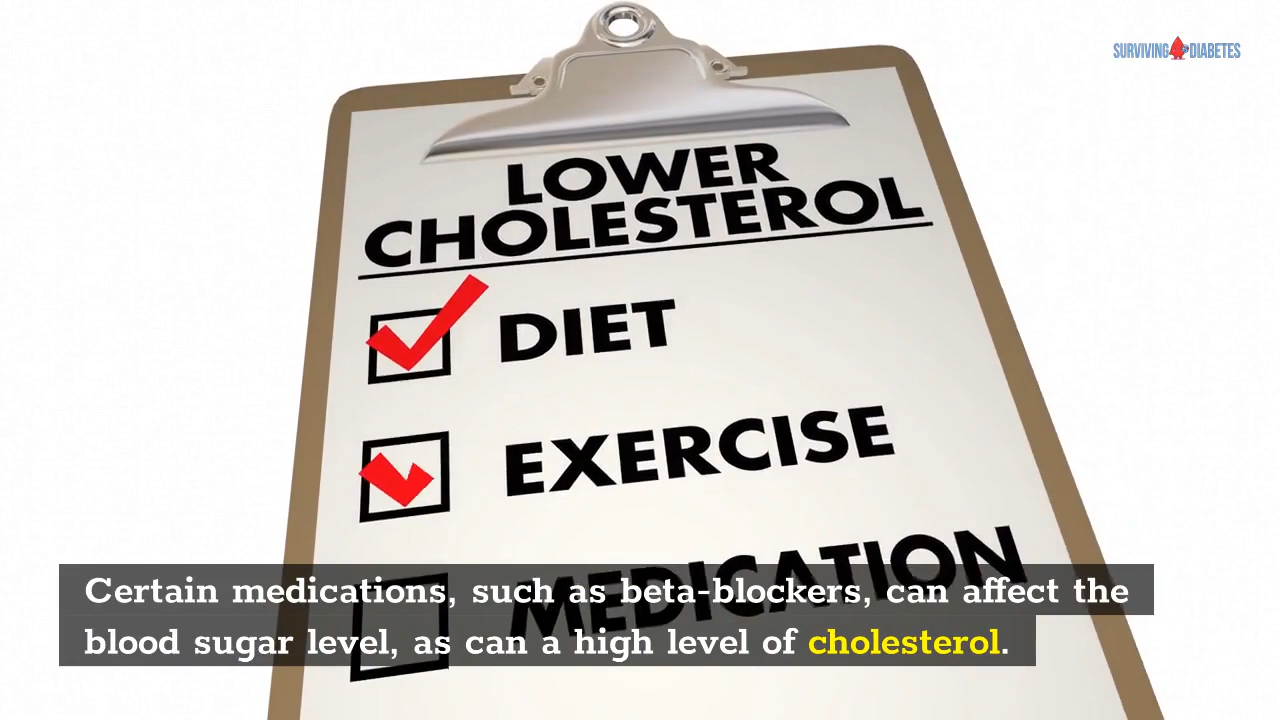 SURVIVING DIABETES
LOWER
CHOLESTEROL
DIET
EXERCISE
MEDICATION
Certain medications, such as beta-blockers, can affect the
blood sugar level, as can a high level of cholesterol.